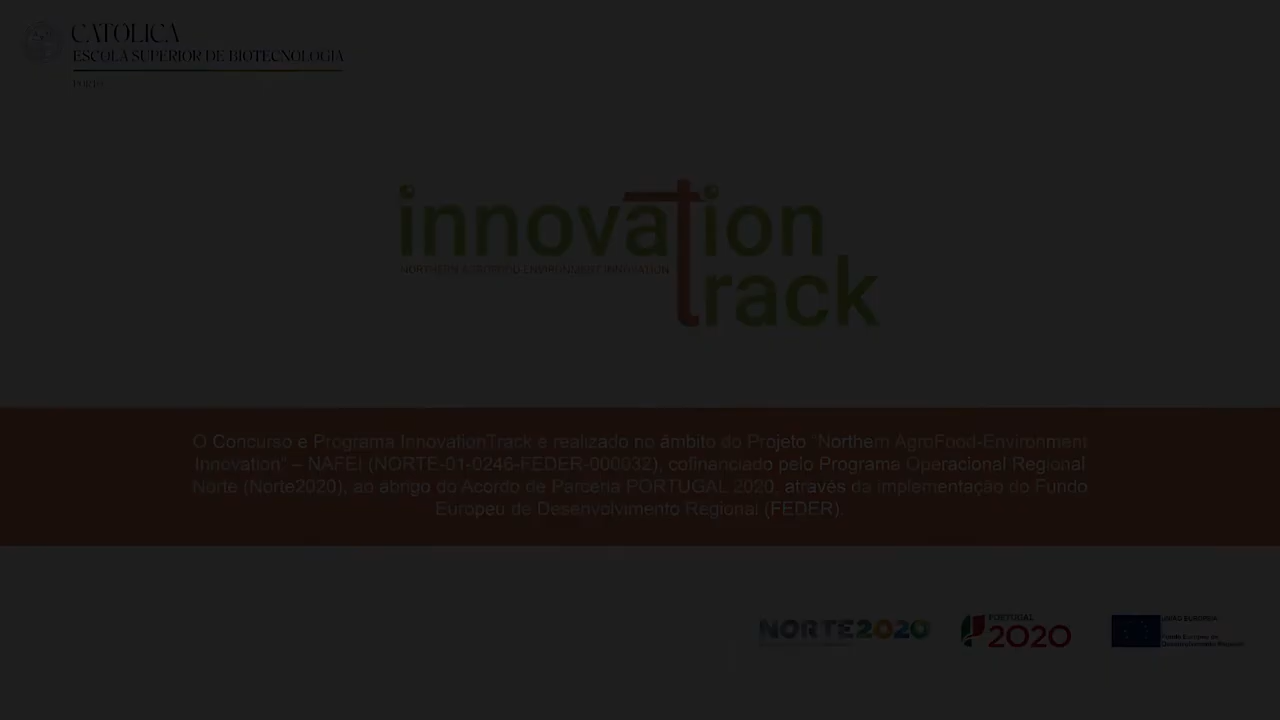 CATÓLICA
ESCOLA SUPERIOR DE BIOTECNOLOGIA
PORTO
innovaTion
NORTHERN AGROFOOD ENVIRONMENT INNOVATION
Track
O Concurso e Programa InnovationTrack é realizado no âmbito do Projeto “Northern AgroFood-Environment
Innovation” – NAFEI (NORTE-01-0246-FEDER-000032), cofinanciado pelo Programa Operacional Regional
Norte (Norte2020), ao abrigo do Acordo de Parceria PORTUGAL 2020, através da implementação do Fundo
Europeu de Desenvolvimento Regional (FEDER).
NORTE2020
PORTUGAL
2020
UNIÃO EUROPEIA
Fundo Europeu de
Desenvolvimento Regional